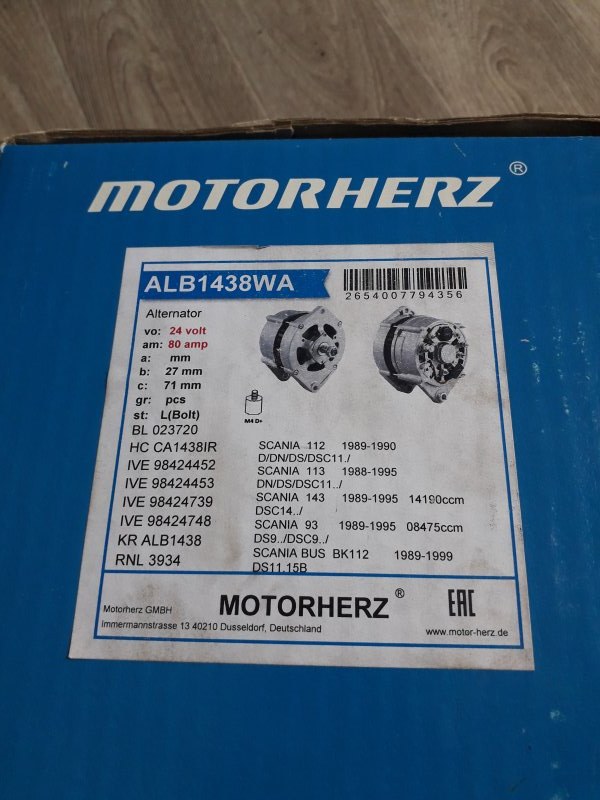 MOTORHERZ®
ALB1438WA
2654007794356
Alternator
vo: 24 volt
am: 80 amp
a: mm
b: 27 mm
c: 71 mm
gr: pcs
st: L(Bolt)
M4 D+
BL 023720
HC CA1438IR
IVE 98424452
IVE 98424453
IVE 98424739
IVE 98424748
KR ALB1438
RNL 3934
SCANIA 112 1989-1990
D/DN/DS/DSC11./
SCANIA 113 1988-1995
DN/DS/DSC11../
SCANIA 143 1989-1995 14190ccm
DSC14../
SCANIA 93 1989-1995 08475ccm
DS9../DSC9../
SCANIA BUS BK112 1989-1999
DS11.15B
Motorherz GMBH
Immermannstrasse 13 40210 Dusseldorf, Deutschland
MOTORHERZ®
EAC
www.motor-herz.de